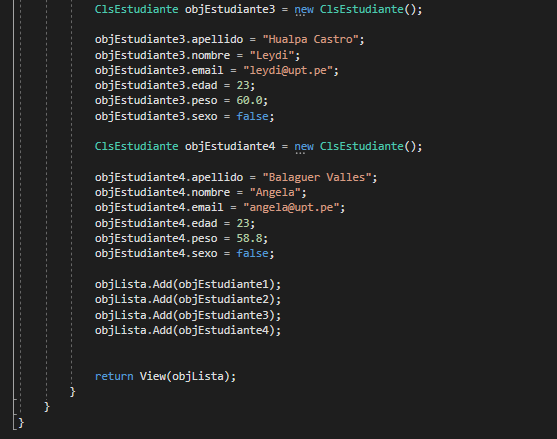 ClsEstudiante objEstudiante3 = new ClsEstudiante();
objEstudiante3.apellido = "Hualpa Castro";
objEstudiante3.nombre = "Leydi";
objEstudiante3.email = "leydi@upt.pe";
objEstudiante3.edad = 23;
objEstudiante3.peso = 60.0;
objEstudiante3.sexo = false;
ClsEstudiante objEstudiante4 = new ClsEstudiante();
objEstudiante4.apellido = "Balaguer Valles";
objEstudiante4.nombre = "Angela";
objEstudiante4.email = "angela@upt.pe";
objEstudiante4.edad = 23;
objEstudiante4.peso = 58.8;
objEstudiante4.sexo = false;
objLista.Add(objEstudiante1);
objLista.Add(objEstudiante2);
objLista.Add(objEstudiante3);
objLista.Add(objEstudiante4);
return View(objLista);
}
}
}